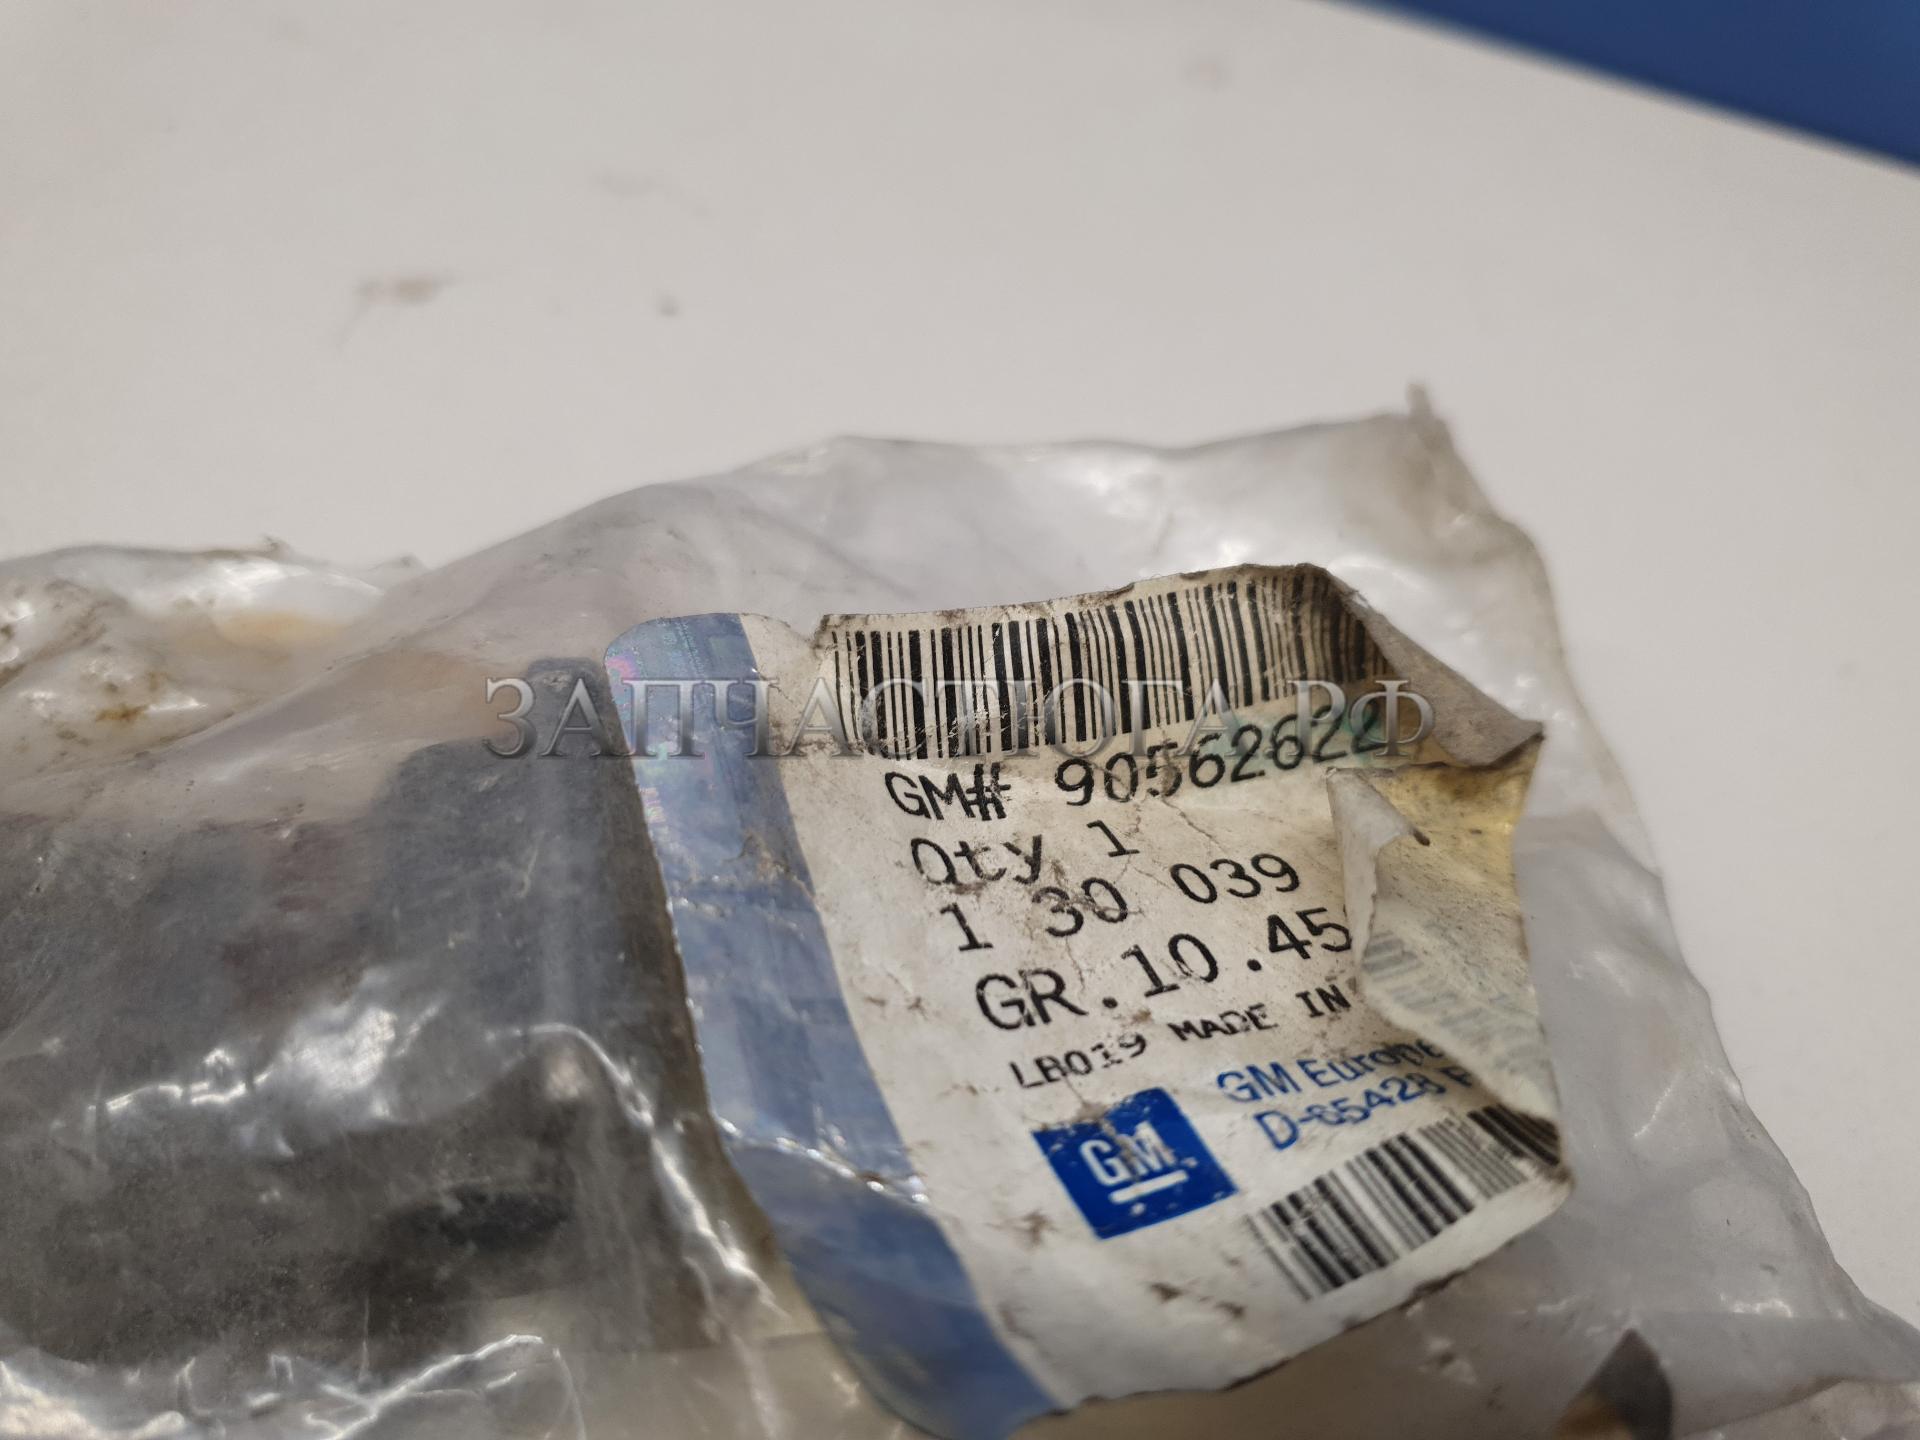 ЗАПЧАСТЮГА.РФ
GM# 90562622
Qty 1
1 30 039
GR.10.45
LB019 MADE IN
GM Europe
D-65428
GM